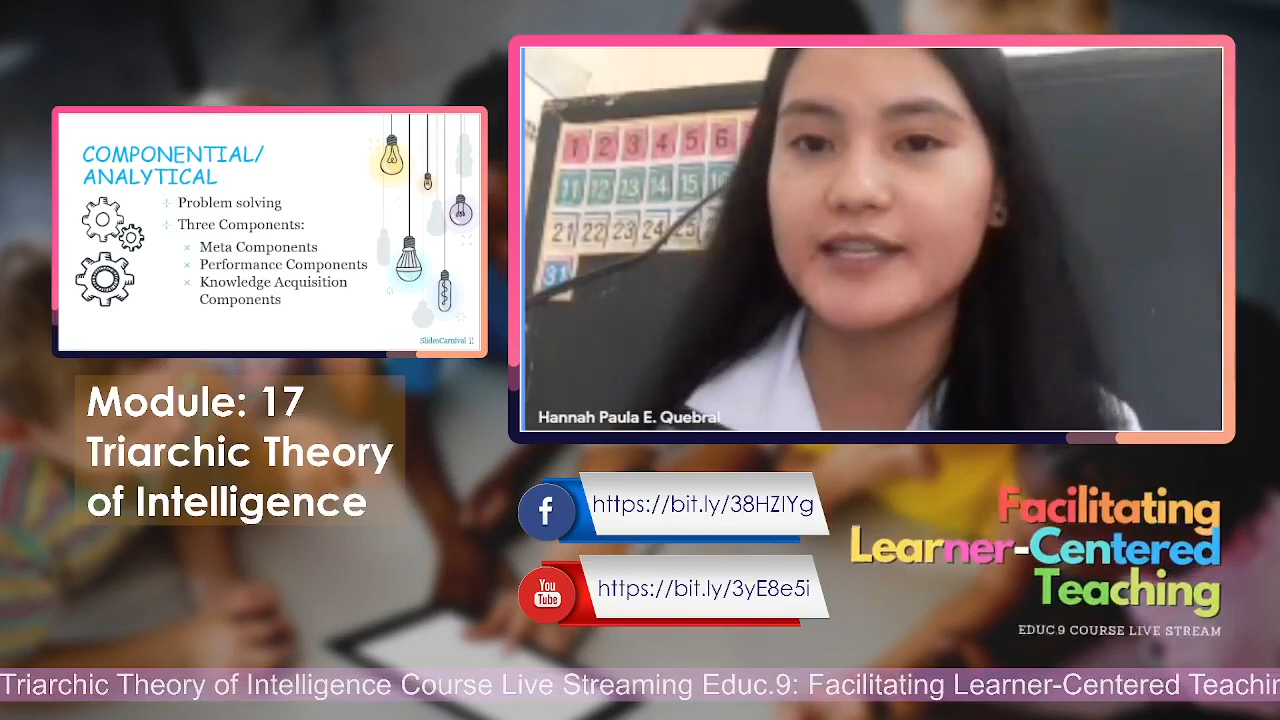 COMPONENTIAL/
ANALYTICAL
Problem solving
Three Components:
Meta Components
Performance Components
Knowledge Acquisition
Components
SlidesCarnival
Module: 17
Triarchic Theory
of Intelligence
1 2 3 4 5 6
11 12 13 14 15 16
21 22 23 24 25
31
Hannah Paula E. Quebral
https://bit.ly/38HZIYg
You
Tube
https://bit.ly/3yE8e5i
Facilitating
Learner-Centered
Teaching
EDUC.9 COURSE LIVE STREAM
Triarchic Theory of Intelligence Course Live Streaming Educ.9: Facilitating Learner-Centered Teachin